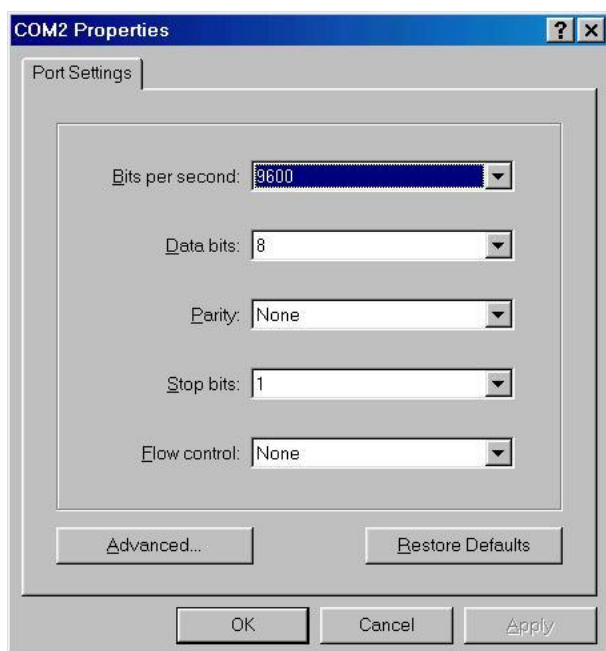 COM2 Properties
Port Settings
Bits per second: 9600
Data bits: 8
Parity: None
Stop bits: 1
Flow control: None
Advanced... Restore Defaults
OK Cancel Apply